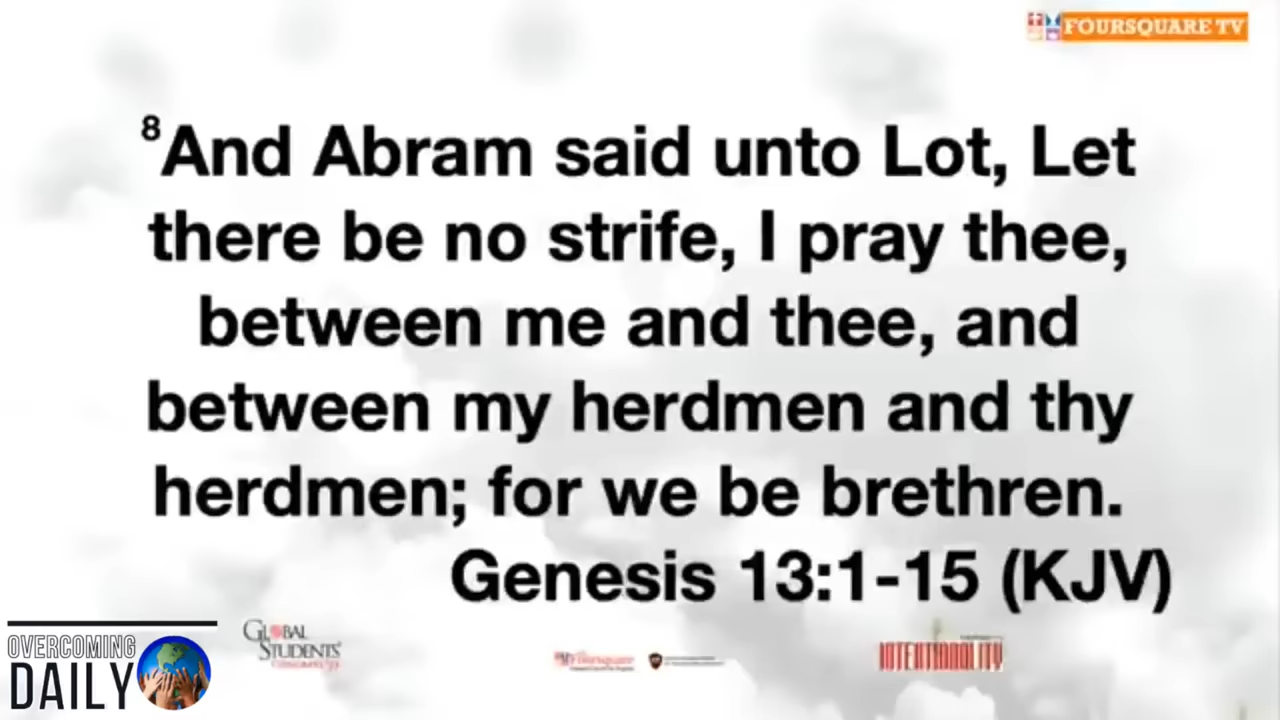 FOURSQUARE TV
8And Abram said unto Lot, Let
there be no strife, I pray thee,
between me and thee, and
between my herdmen and thy
herdmen; for we be brethren.
Genesis 13:1-15 (KJV)
OVERCOMING
DAILY
GLOBAL
STUDENTS'
Foursquare
INTENTIONALITY